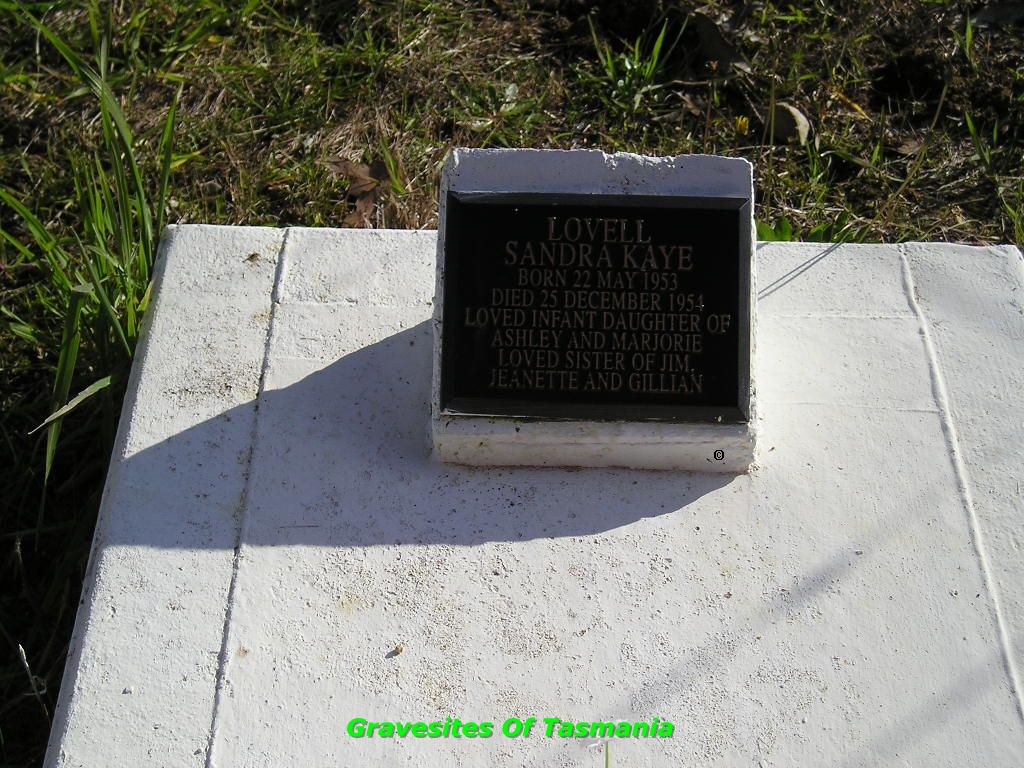 LOVELL
SANDRA KAYE
BORN 22 MAY 1953
DIED 25 DECEMBER 1954
LOVED INFANT DAUGHTER OF
ASHLEY AND MARJORIE
LOVED SISTER OF JIM,
JEANETTE AND GILLIAN
©
Gravesites Of Tasmania